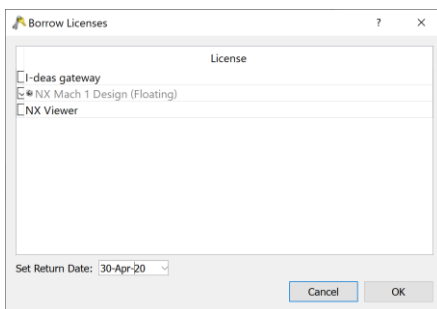 Borrow Licenses
License
I-deas gateway
NX Mach 1 Design (Floating)
NX Viewer
Set Return Date: 30-Apr-20
Cancel OK